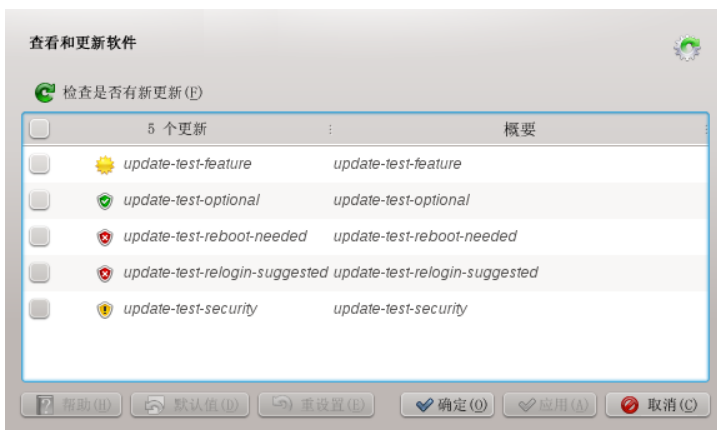 查看和更新软件
检查是否有新更新(F)
5 个更新 概要
update-test-feature update-test-feature
update-test-optional update-test-optional
update-test-reboot-needed update-test-reboot-needed
update-test-relogin-suggested update-test-relogin-suggested
update-test-security update-test-security
帮助(H) 默认值(D) 重设置(E) 确定(O) 应用(A) 取消(C)